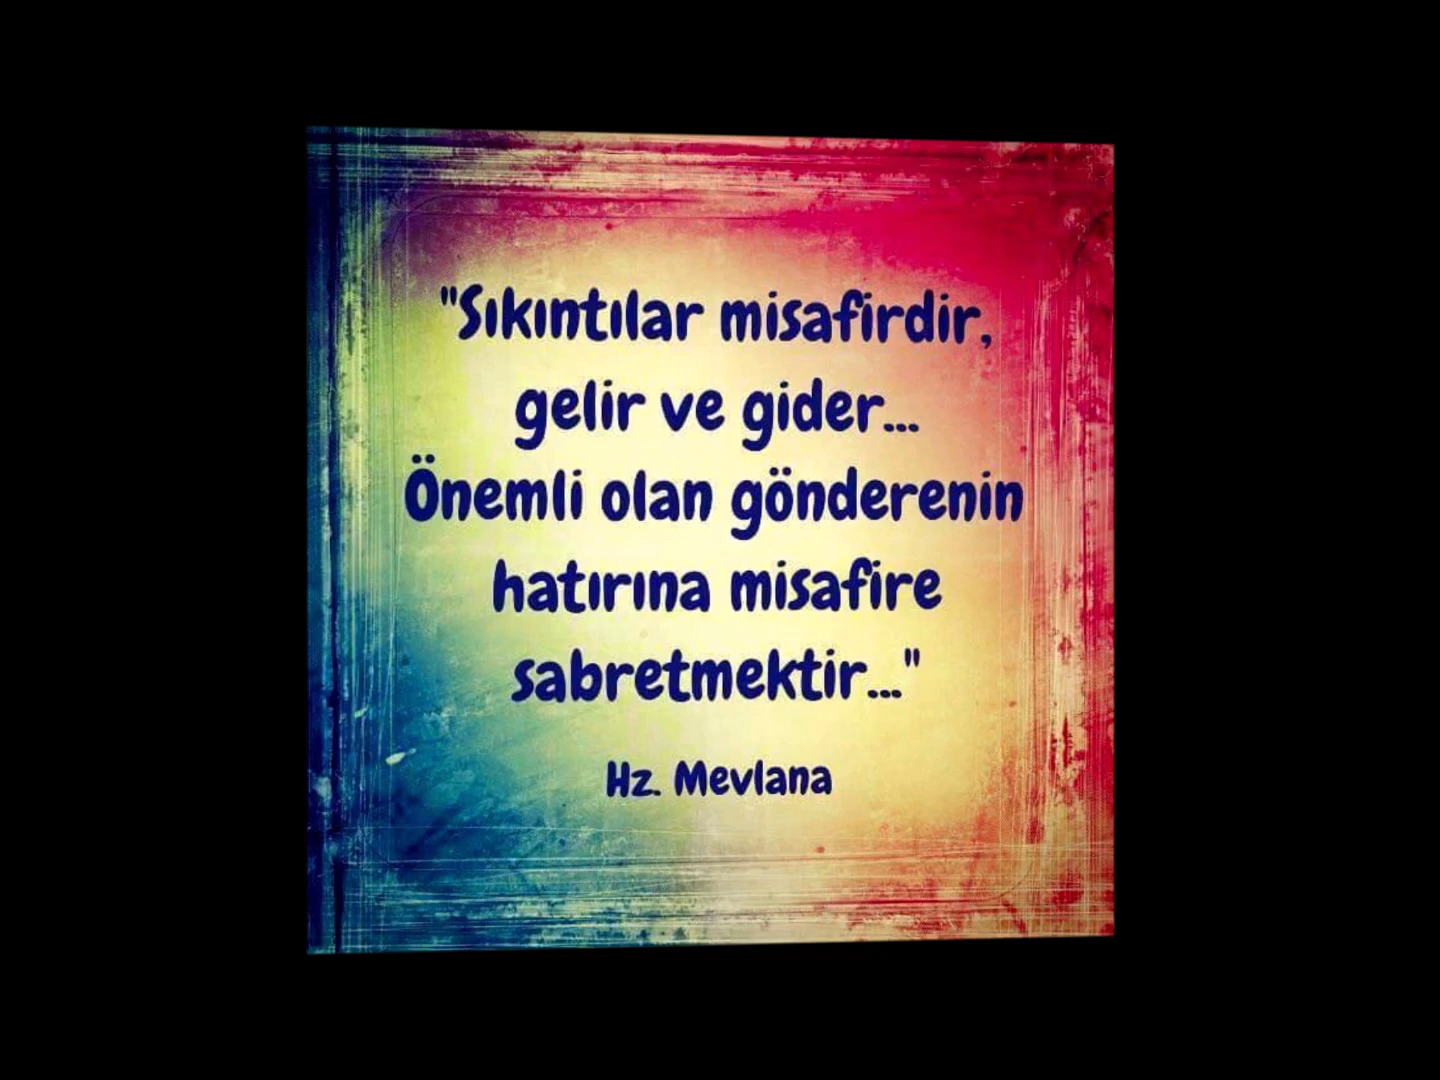 "Sıkıntılar misafirdir,
gelir ve gider...
Önemli olan gönderenin
hatırına misafire
sabretmektir..."
Hz. Mevlana